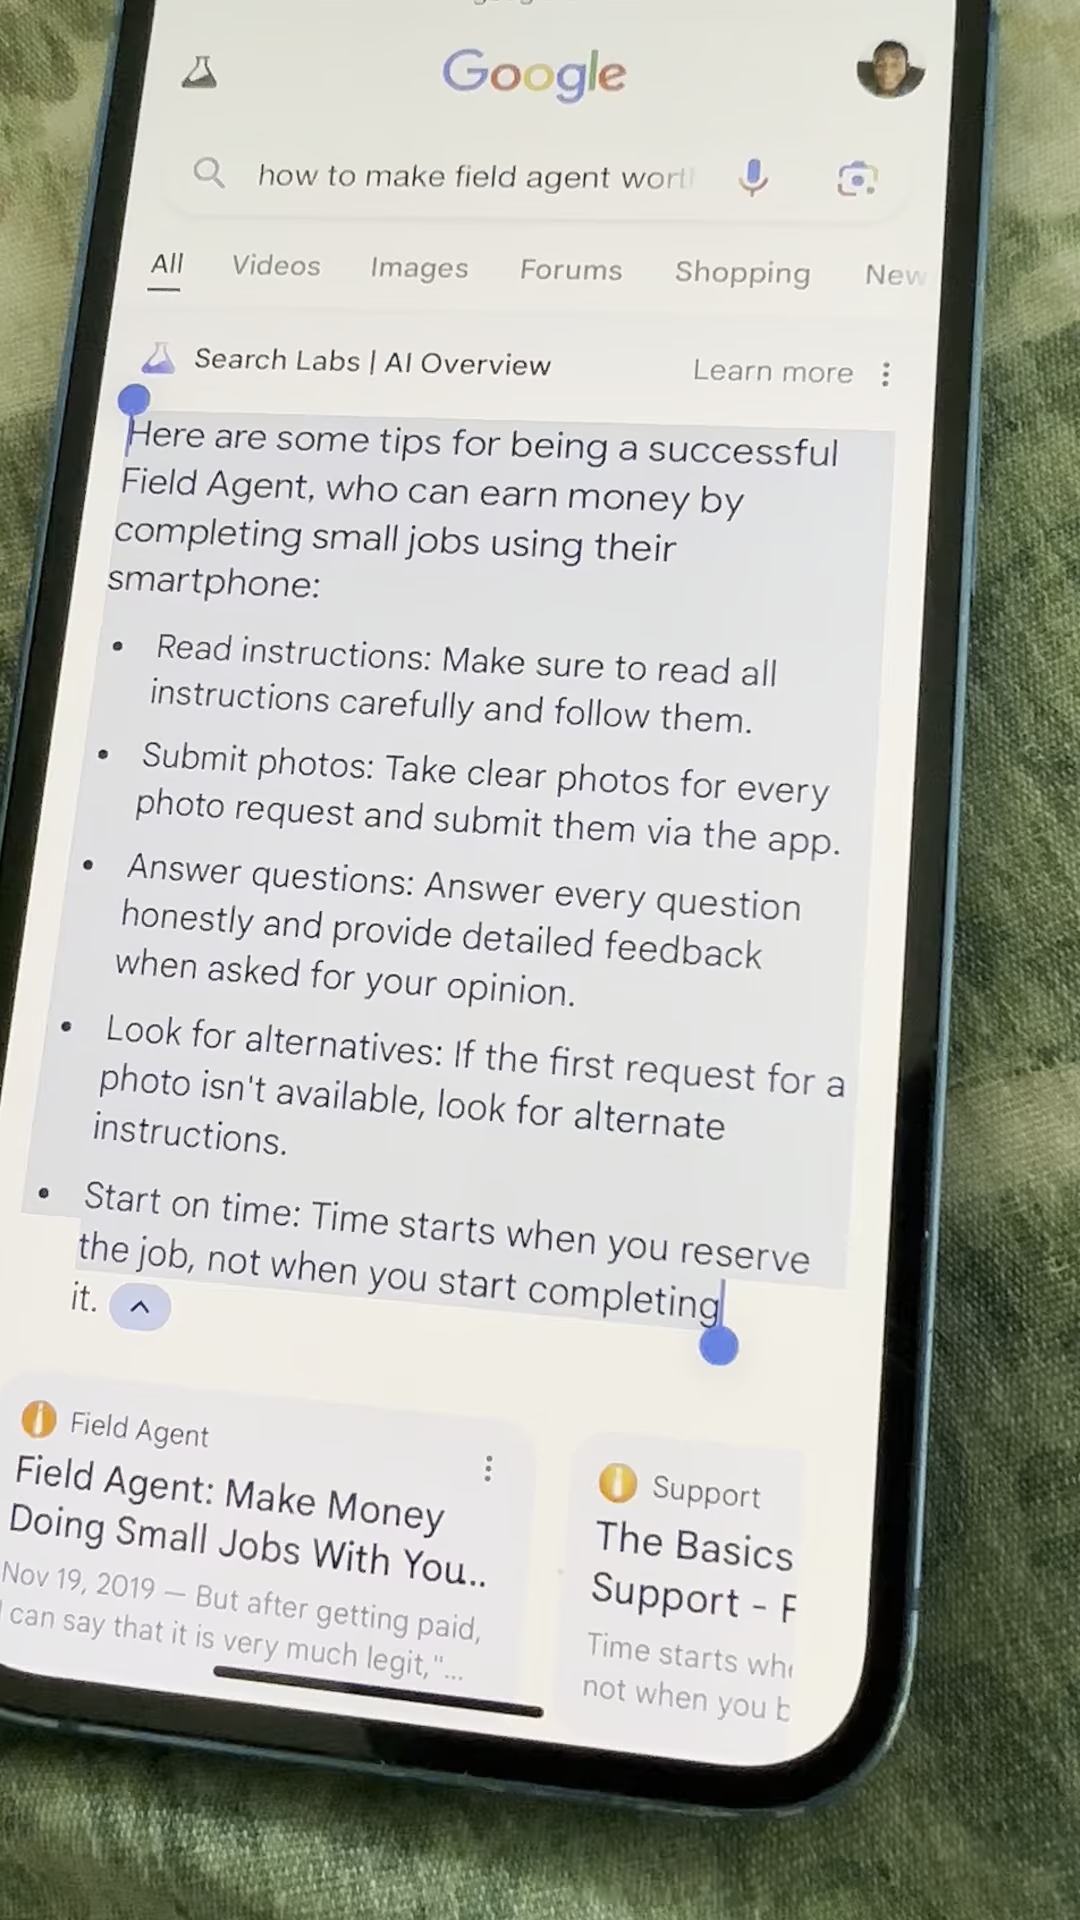 Google
how to make field agent wort
All Videos Images Forums Shopping New
Search Labs | AI Overview Learn more
Here are some tips for being a successful
Field Agent, who can earn money by
completing small jobs using their
smartphone:
• Read instructions: Make sure to read all
instructions carefully and follow them.
• Submit photos: Take clear photos for every
photo request and submit them via the app.
• Answer questions: Answer every question
honestly and provide detailed feedback
when asked for your opinion.
• Look for alternatives: If the first request for a
photo isn't available, look for alternate
instructions.
• Start on time: Time starts when you reserve
the job, not when you start completing
it.
Field Agent
Field Agent: Make Money
Doing Small Jobs With You..
Nov 19, 2019 — But after getting paid,
I can say that it is very much legit,"...
Support
The Basics
Support - F
Time starts whe
not when you b